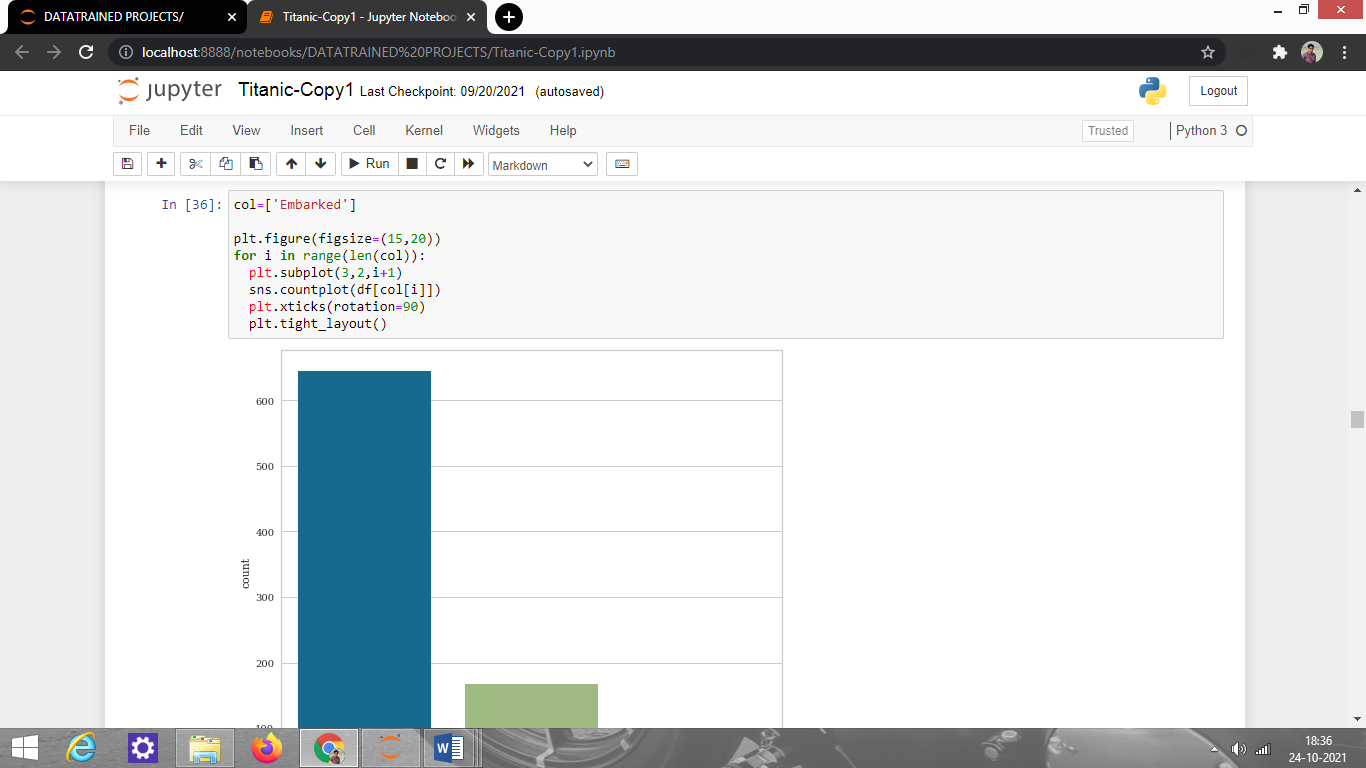 DATATRAINED PROJECTS/
Titanic-Copy1 - Jupyter Noteboo
localhost:8888/notebooks/DATATRAINED%20PROJECTS/Titanic-Copy1.ipynb
jupyter Titanic-Copy1 Last Checkpoint: 09/20/2021 (autosaved) Logout
File Edit View Insert Cell Kernel Widgets Help Trusted Python 3
Run Markdown
In [36]: col=['Embarked']
plt.figure(figsize=(15,20))
for i in range(len(col)):
plt.subplot(3,2,i+1)
sns.countplot(df[col[i]])
plt.xticks(rotation=90)
plt.tight_layout()
600
500
400
count
300
200
100
18:36
24-10-2021